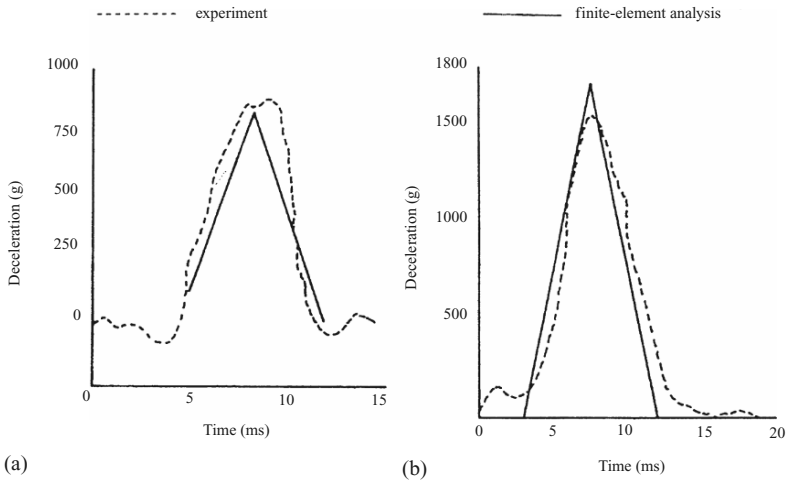 experiment
finite-element analysis
1000
750
500
250
0
Deceleration (g)
0
5
10
15
Time (ms)
(a)
1800
1500
1000
500
Deceleration (g)
0
5
10
15
20
Time (ms)
(b)